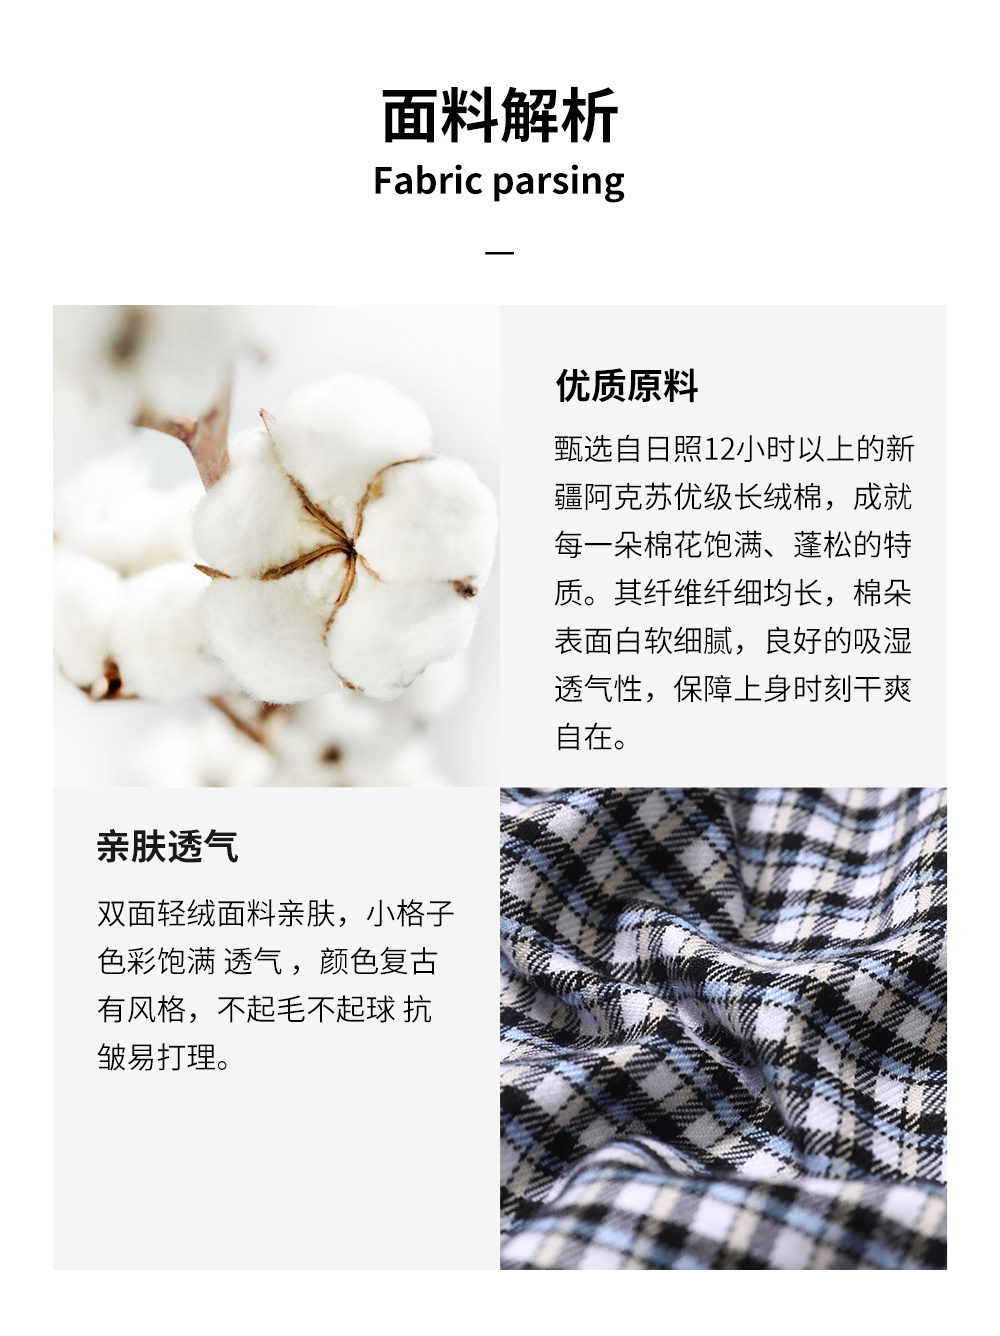 面料解析
Fabric parsing
优质原料
甄选自日照12小时以上的新
疆阿克苏优级长绒棉，成就
每一朵棉花饱满、蓬松的特
质。其纤维纤细均长，棉朵
表面白软细腻，良好的吸湿
透气性，保障上身时刻干爽
自在。
亲肤透气
双面轻绒面料亲肤，小格子
色彩饱满 透气 ，颜色复古
有风格，不起毛不起球 抗
皱易打理。